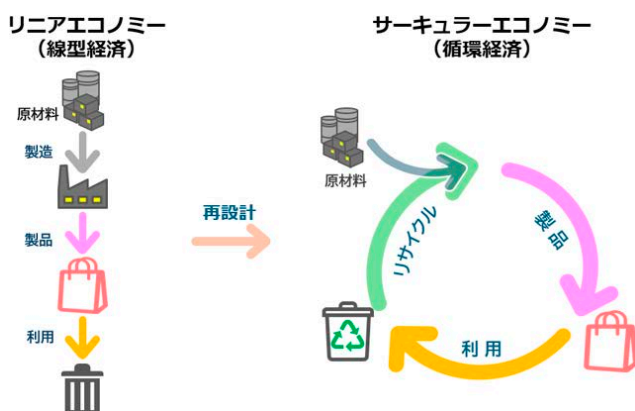 リニアエコノミー
（線型経済）
原材料
製造
製品
利用
再設計
サーキュラーエコノミー
（循環経済）
原材料
製品
利用
リサイクル